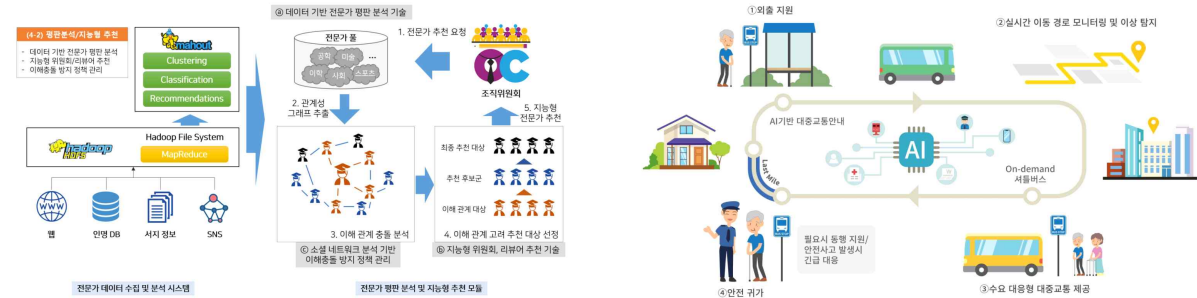 (4-2) 평판분석/지능형 추천
- 데이터 기반 전문가 평판 분석
- 지능형 위원회/리뷰어 추천
- 이해충돌 방지 정책 관리
mahout
Clustering
Classification
Recommendations
Hadoop File System
hadoop
HDFS
MapReduce
WWW
웹
인명 DB
서지 정보
SNS
전문가 데이터 수집 및 분석 시스템
ⓐ 데이터 기반 전문가 평판 분석 기술
전문가 풀
공학
미술
...
이학
사회
스포츠
1. 전문가 추천 요청
OC
조직위원회
2. 관계성
그래프 추출
5. 지능형
전문가 추천
최종 추천 대상
추천 후보군
이해 관계 대상
3. 이해 관계 충돌 분석
4. 이해 관계 고려 추천 대상 선정
ⓒ 소셜 네트워크 분석 기반
이해충돌 방지 정책 관리
ⓑ 지능형 위원회, 리뷰어 추천 기술
전문가 평판 분석 및 지능형 추천 모듈
①외출 지원
②실시간 이동 경로 모니터링 및 이상 탐지
AI기반 대중교통안내
AI
Last Mile
On-demand
셔틀버스
필요시 동행 지원/
안전사고 발생시
긴급 대응
④안전 귀가
③수요 대응형 대중교통 제공